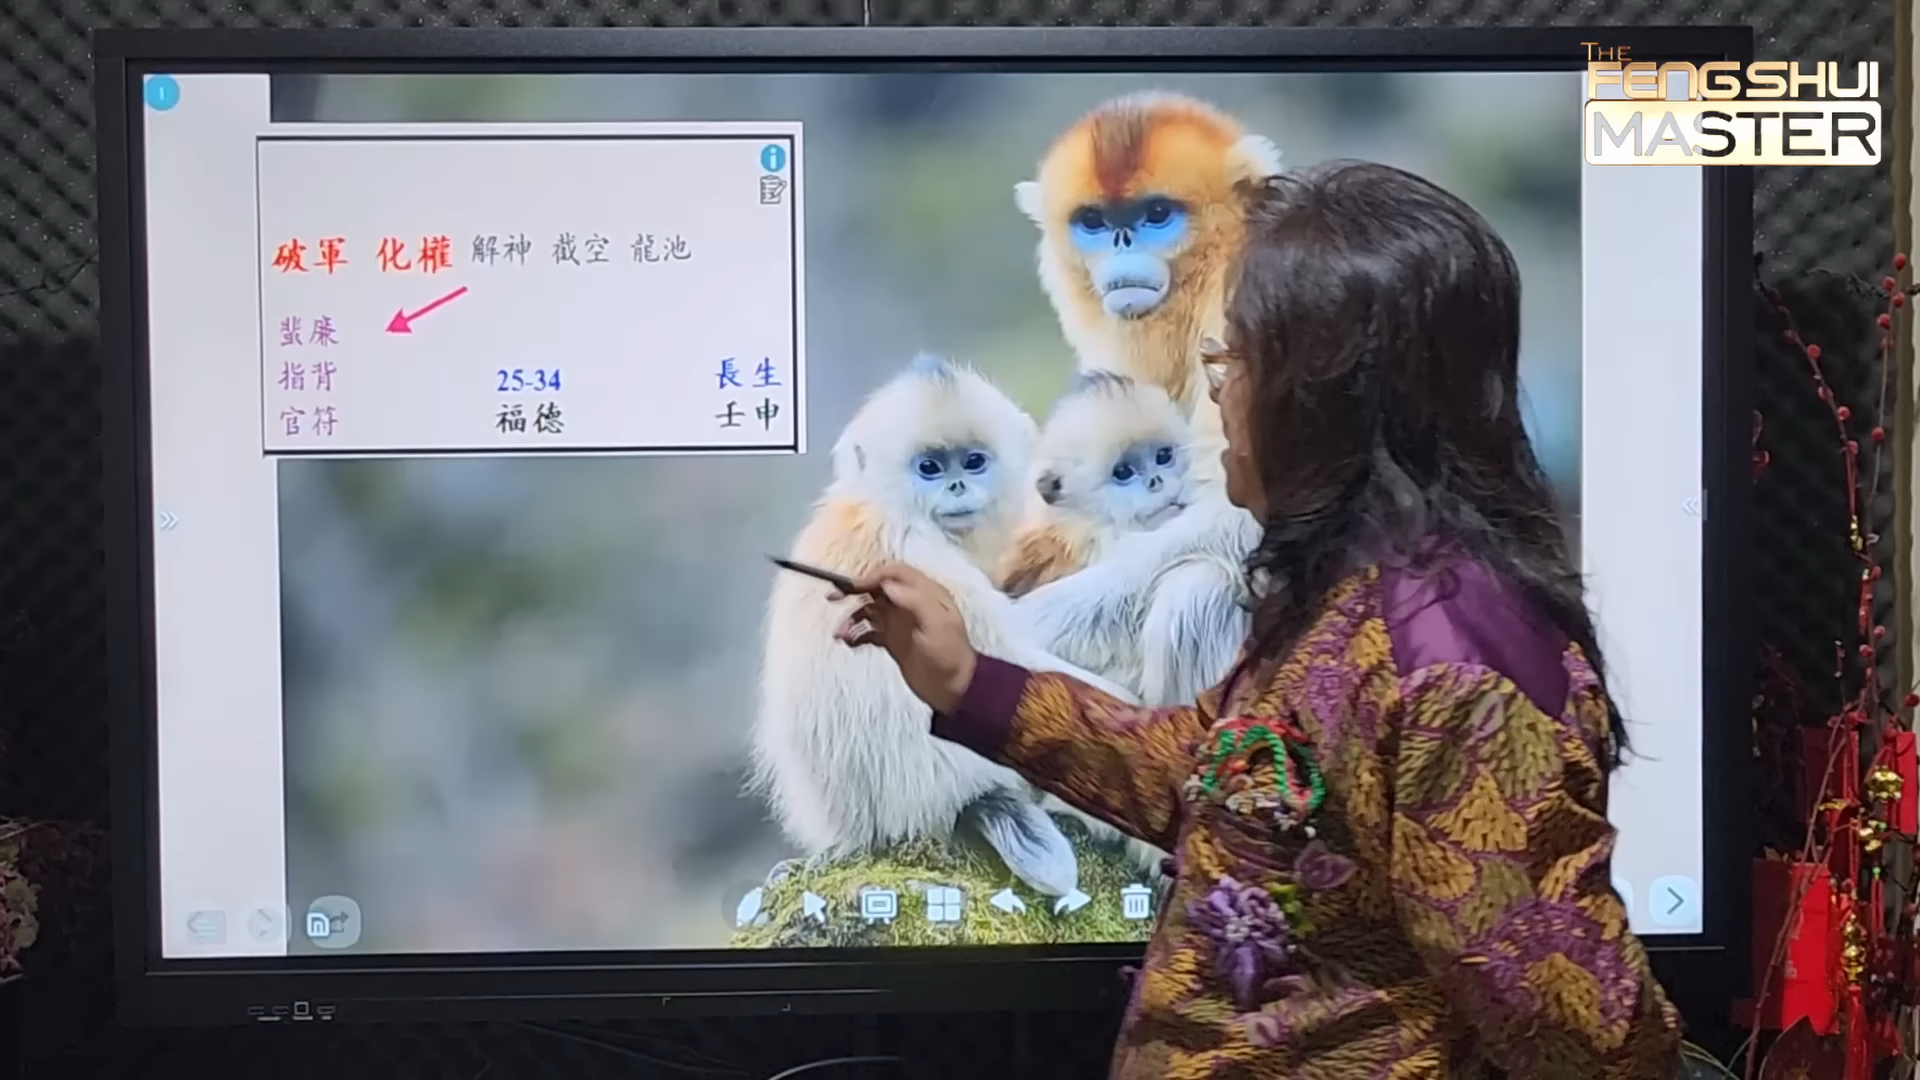 THE
FENG SHUI
MASTER
破軍 化權 解神 截空 龍池
蜚廉
指背 25-34 長生
官符 福德 壬申